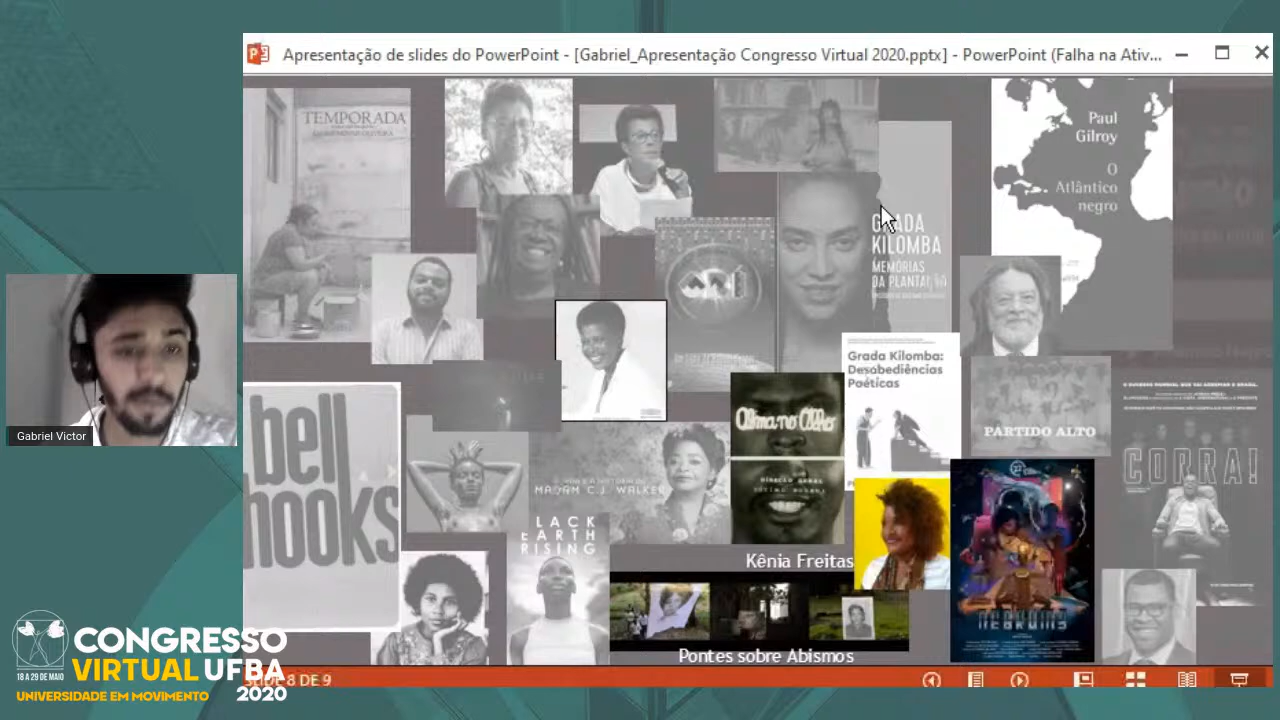 Apresentação de slides do PowerPoint - [Gabriel_Apresentação Congresso Virtual 2020.pptx] - PowerPoint (Falha na Ativ...
TEMPORADA
Paul
Gilroy
O
Atlântico
negro
GRADA
KILOMBA
MEMÓRIAS
DA PLANTAÇÃO
ORÍ
Grada Kilomba:
Desobediências
Poéticas
PARTIDO ALTO
Alma no Olho
bell
hooks
MADAM C.J. WALKER
BLACK
EARTH
RISING
CORRA!
Kênia Freitas
NEGRUM3
Pontes sobre Abismos
Gabriel Victor
CONGRESSO
VIRTUAL UFBA
18 A 29 DE MAIO
UNIVERSIDADE EM MOVIMENTO 2020
SLIDE 8 DE 9